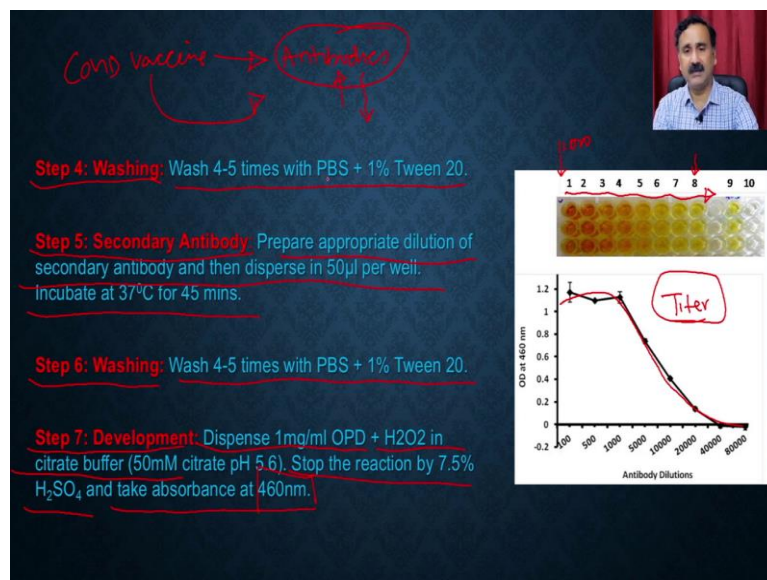 COVID vaccine → Antibodies
Step 4: Washing: Wash 4-5 times with PBS + 1% Tween 20.
Step 5: Secondary Antibody: Prepare appropriate dilution of
secondary antibody and then disperse in 50µl per well.
Incubate at 37⁰C for 45 mins.
Step 6: Washing: Wash 4-5 times with PBS + 1% Tween 20.
Step 7: Development: Dispense 1mg/ml OPD + H2O2 in
citrate buffer (50mM citrate pH 5.6). Stop the reaction by 7.5%
H₂SO₄ and take absorbance at 460nm.
1 2 3 4 5 6 7 8 9 10
Titer
OD at 460 nm
1.2
1
0.8
0.6
0.4
0.2
0
-0.2
100 500 1000 5000 10000 20000 40000 80000
Antibody Dilutions